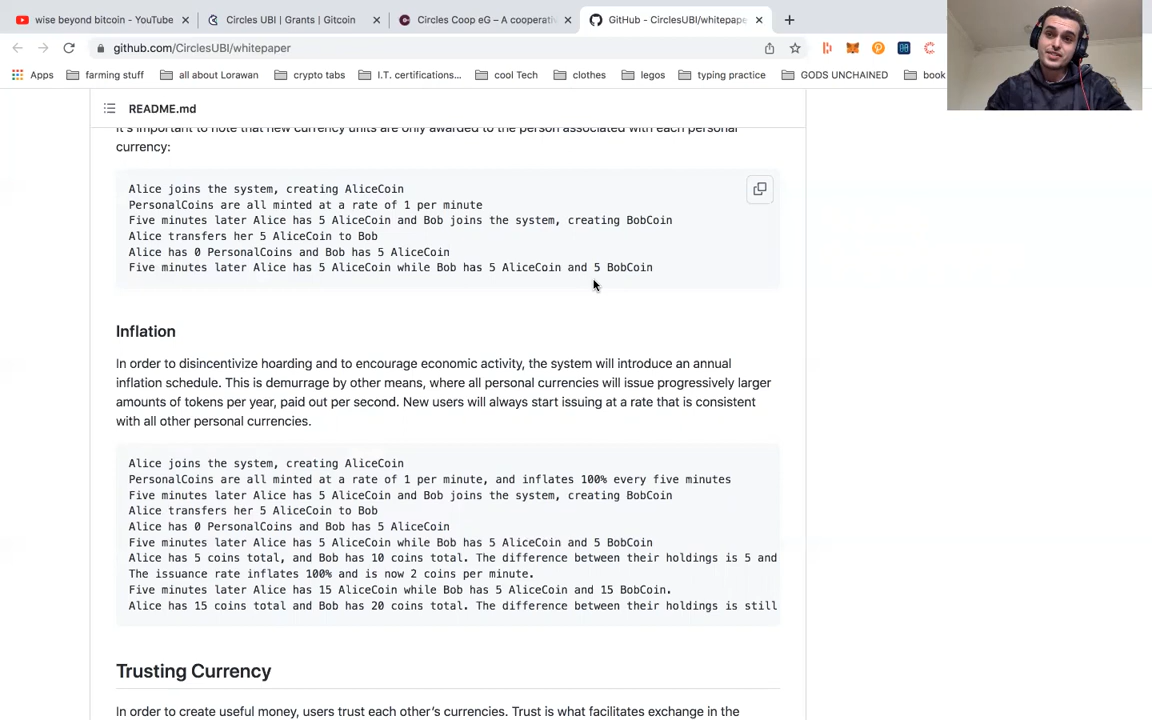 wise beyond bitcoin - YouTube
Circles UBI | Grants | Gitcoin
Circles Coop eG – A cooperativ
GitHub - CirclesUBI/whitepape
github.com/CirclesUBI/whitepaper
Apps
farming stuff
all about Lorawan
crypto tabs
I.T. certifications...
cool Tech
clothes
legos
typing practice
GODS UNCHAINED
book
README.md
It's important to note that new currency units are only awarded to the person associated with each personal
currency:
Alice joins the system, creating AliceCoin
PersonalCoins are all minted at a rate of 1 per minute
Five minutes later Alice has 5 AliceCoin and Bob joins the system, creating BobCoin
Alice transfers her 5 AliceCoin to Bob
Alice has 0 PersonalCoins and Bob has 5 AliceCoin
Five minutes later Alice has 5 AliceCoin while Bob has 5 AliceCoin and 5 BobCoin
Inflation
In order to disincentivize hoarding and to encourage economic activity, the system will introduce an annual
inflation schedule. This is demurrage by other means, where all personal currencies will issue progressively larger
amounts of tokens per year, paid out per second. New users will always start issuing at a rate that is consistent
with all other personal currencies.
Alice joins the system, creating AliceCoin
PersonalCoins are all minted at a rate of 1 per minute, and inflates 100% every five minutes
Five minutes later Alice has 5 AliceCoin and Bob joins the system, creating BobCoin
Alice transfers her 5 AliceCoin to Bob
Alice has 0 PersonalCoins and Bob has 5 AliceCoin
Five minutes later Alice has 5 AliceCoin while Bob has 5 AliceCoin and 5 BobCoin
Alice has 5 coins total, and Bob has 10 coins total. The difference between their holdings is 5 and
The issuance rate inflates 100% and is now 2 coins per minute.
Five minutes later Alice has 15 AliceCoin while Bob has 5 AliceCoin and 15 BobCoin.
Alice has 15 coins total and Bob has 20 coins total. The difference between their holdings is still
Trusting Currency
In order to create useful money, users trust each other's currencies. Trust is what facilitates exchange in the